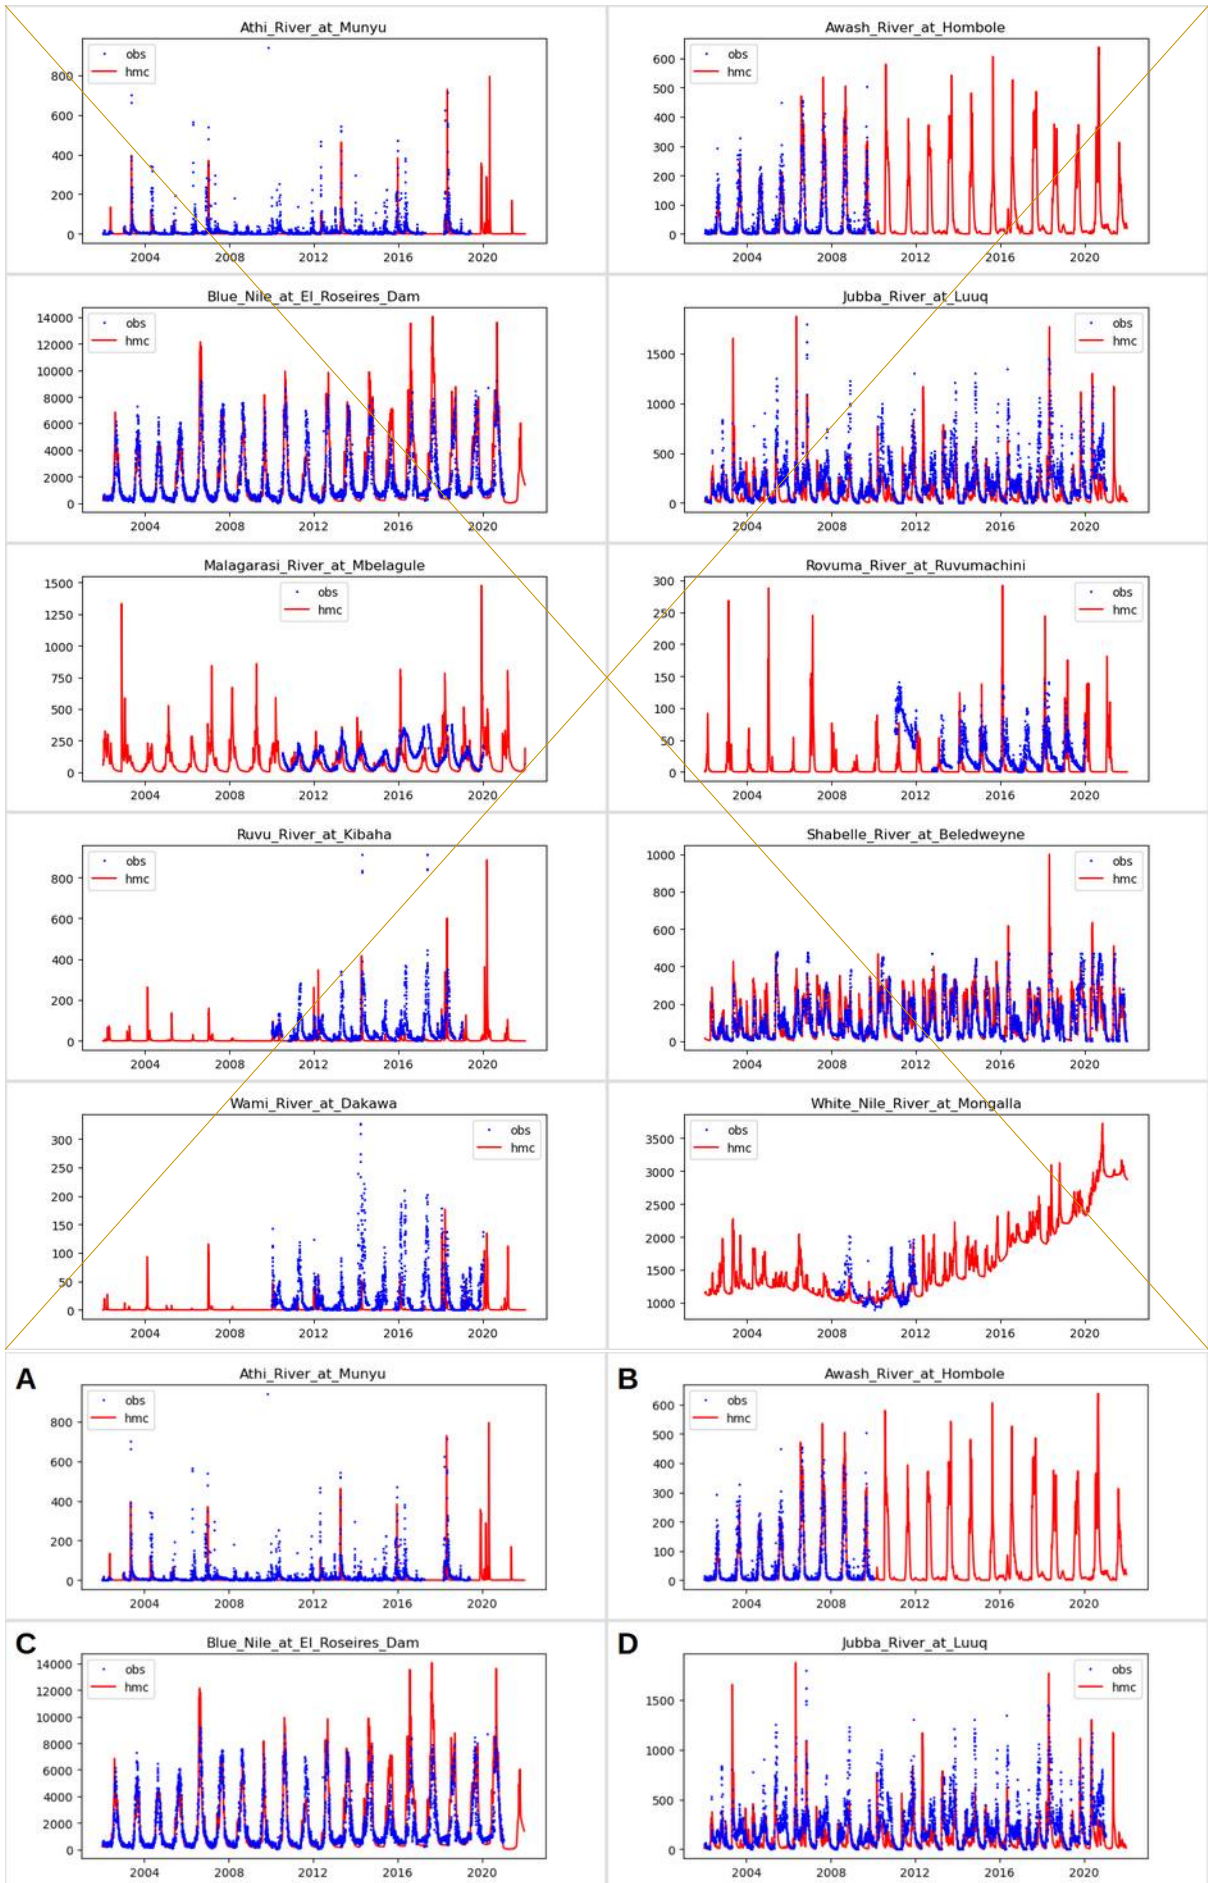 Athi_River_at_Munyu
obs
hmc
800
600
400
200
0
2004 2008 2012 2016 2020
Awash_River_at_Hombole
obs
hmc
600
500
400
300
200
100
0
2004 2008 2012 2016 2020
Blue_Nile_at_El_Roseires_Dam
obs
hmc
14000
12000
10000
8000
6000
4000
2000
0
2004 2008 2012 2016 2020
Jubba_River_at_Luuq
obs
hmc
1500
1000
500
0
2004 2008 2012 2016 2020
Malagarasi_River_at_Mbelagule
obs
hmc
1500
1250
1000
750
500
250
0
2004 2008 2012 2016 2020
Rovuma_River_at_Ruvumachini
obs
hmc
300
250
200
150
100
50
0
2004 2008 2012 2016 2020
Ruvu_River_at_Kibaha
obs
hmc
800
600
400
200
0
2004 2008 2012 2016 2020
Shabelle_River_at_Beledweyne
obs
hmc
1000
800
600
400
200
0
2004 2008 2012 2016 2020
Wami_River_at_Dakawa
obs
hmc
300
250
200
150
100
50
0
2004 2008 2012 2016 2020
White_Nile_River_at_Mongalla
obs
hmc
3500
3000
2500
2000
1500
1000
2004 2008 2012 2016 2020
A
Athi_River_at_Munyu
obs
hmc
800
600
400
200
0
2004 2008 2012 2016 2020
B
Awash_River_at_Hombole
obs
hmc
600
500
400
300
200
100
0
2004 2008 2012 2016 2020
C
Blue_Nile_at_El_Roseires_Dam
obs
hmc
14000
12000
10000
8000
6000
4000
2000
0
2004 2008 2012 2016 2020
D
Jubba_River_at_Luuq
obs
hmc
1500
1000
500
0
2004 2008 2012 2016 2020